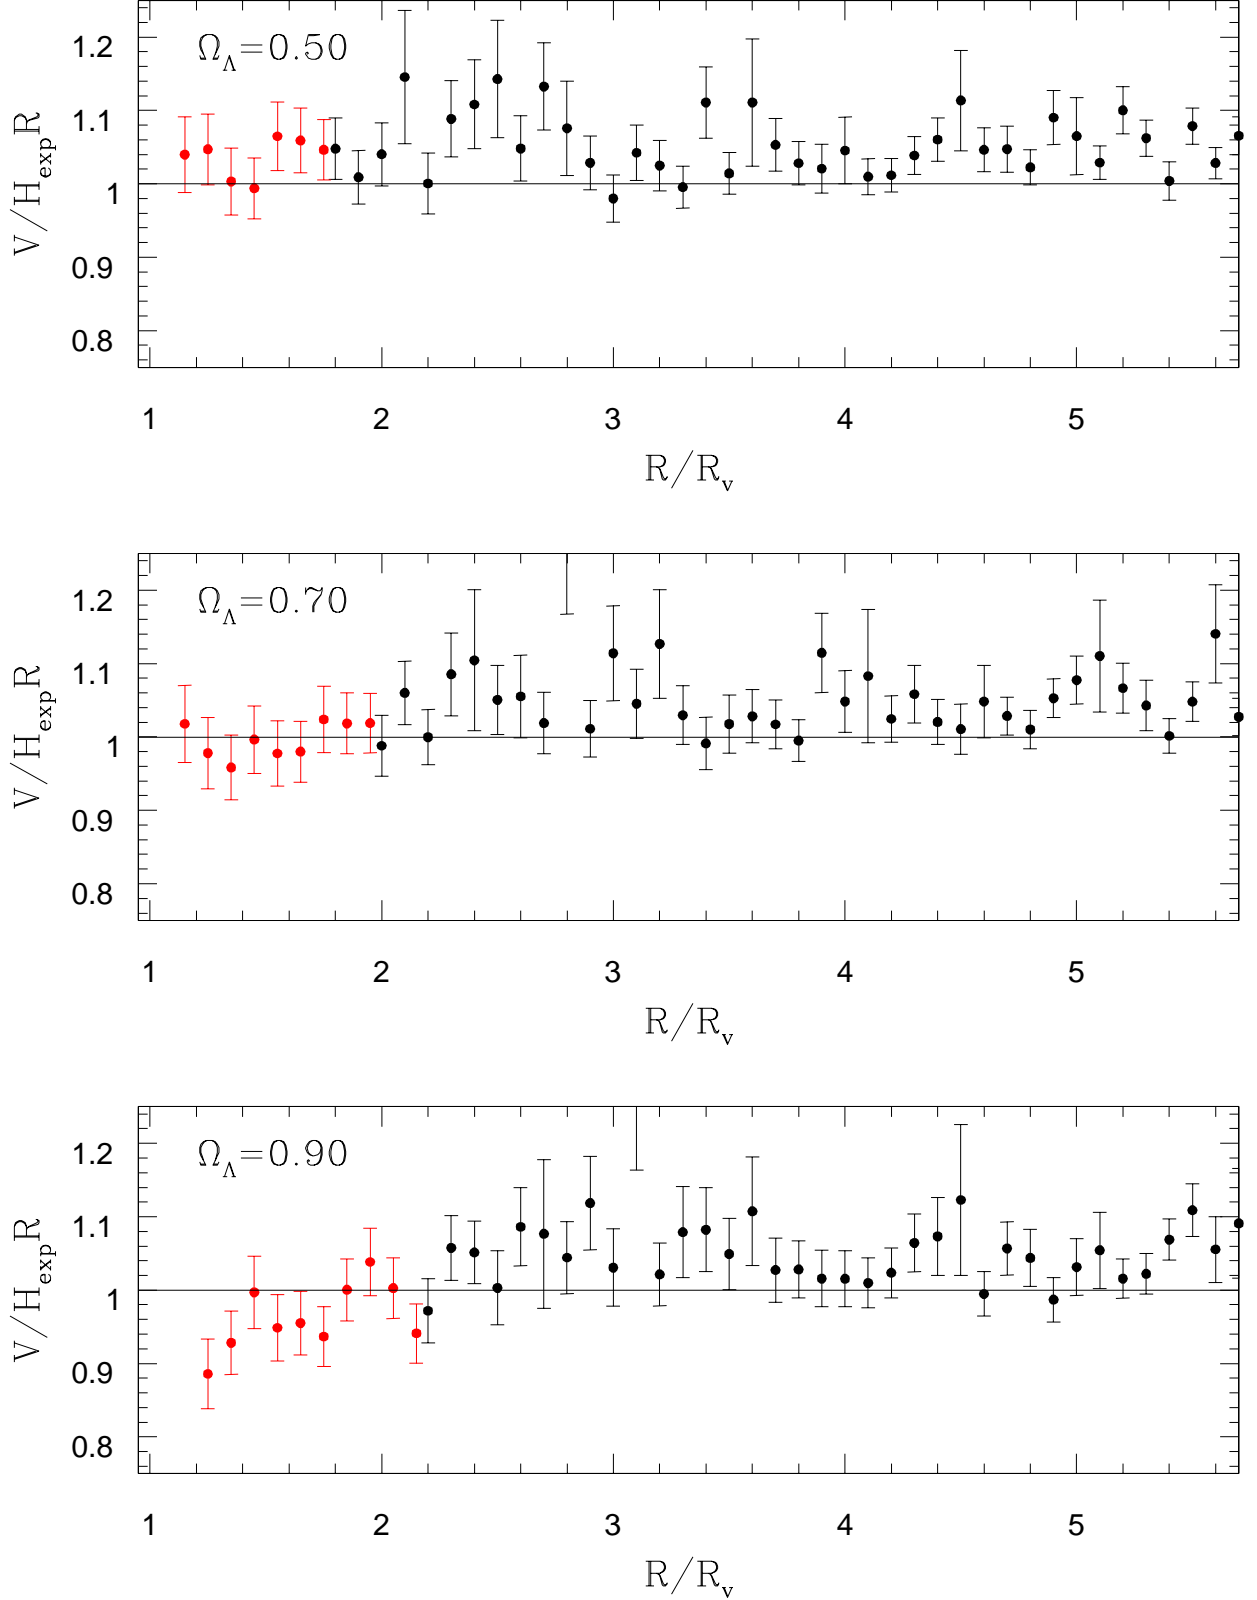 Ω_Λ=0.50
V/H_exp R
1.2
1.1
1
0.9
0.8
1 2 3 4 5
R/R_v
Ω_Λ=0.70
V/H_exp R
1.2
1.1
1
0.9
0.8
1 2 3 4 5
R/R_v
Ω_Λ=0.90
V/H_exp R
1.2
1.1
1
0.9
0.8
1 2 3 4 5
R/R_v